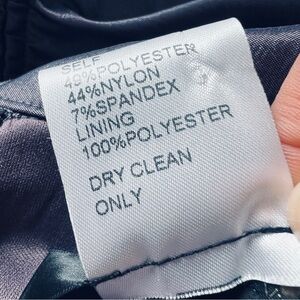 SELF
49%POLYESTER
44%NYLON
7%SPANDEX
LINING
100%POLYESTER
DRY CLEAN
ONLY